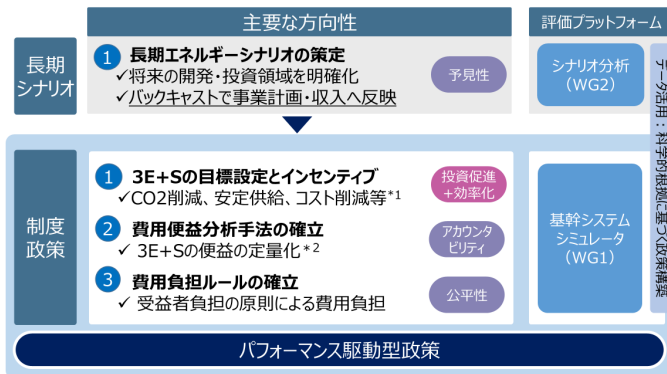 主要な方向性
評価プラットフォーム
長期
シナリオ
1 長期エネルギーシナリオの策定
✓将来の開発・投資領域を明確化
✓バックキャストで事業計画・収入へ反映
予見性
シナリオ分析
(WG2)
制度
政策
1 3E+Sの目標設定とインセンティブ
✓CO2削減、安定供給、コスト削減等*1
投資促進
+効率化
2 費用便益分析手法の確立
✓ 3E+Sの便益の定量化*2
アカウンタ
ビリティ
3 費用負担ルールの確立
✓ 受益者負担の原則による費用負担
公平性
基幹システム
シミュレータ
(WG1)
データ活用：科学的根拠に基づく政策構築
パフォーマンス駆動型政策